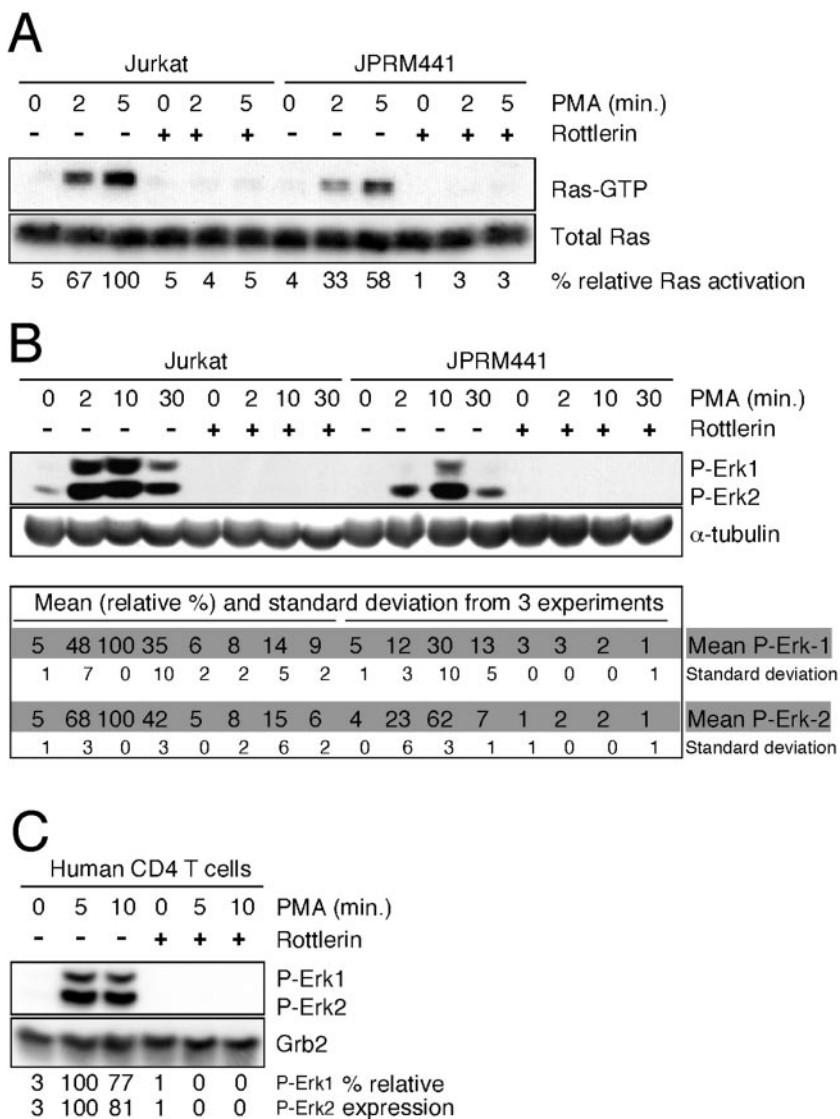 A
Jurkat JPRM441
0 2 5 0 2 5 0 2 5 0 2 5 PMA (min.)
- - - + + + - - - + + + Rottlerin
Ras-GTP
Total Ras
5 67 100 5 4 5 4 33 58 1 3 3 % relative Ras activation
B
Jurkat JPRM441
0 2 10 30 0 2 10 30 0 2 10 30 0 2 10 30 PMA (min.)
- - - - + + + + - - - - + + + + Rottlerin
P-Erk1
P-Erk2
α-tubulin
Mean (relative %) and standard deviation from 3 experiments
5 48 100 35 6 8 14 9 5 12 30 13 3 3 2 1 Mean P-Erk-1
1 7 0 10 2 2 5 2 1 3 10 5 0 0 0 1 Standard deviation
5 68 100 42 5 8 15 6 4 23 62 7 1 2 2 1 Mean P-Erk-2
1 3 0 3 0 2 6 2 0 6 3 1 1 0 0 1 Standard deviation
C
Human CD4 T cells
0 5 10 0 5 10 PMA (min.)
- - - + + + Rottlerin
P-Erk1
P-Erk2
Grb2
3 100 77 1 0 0 P-Erk1 % relative
3 100 81 1 0 0 P-Erk2 expression